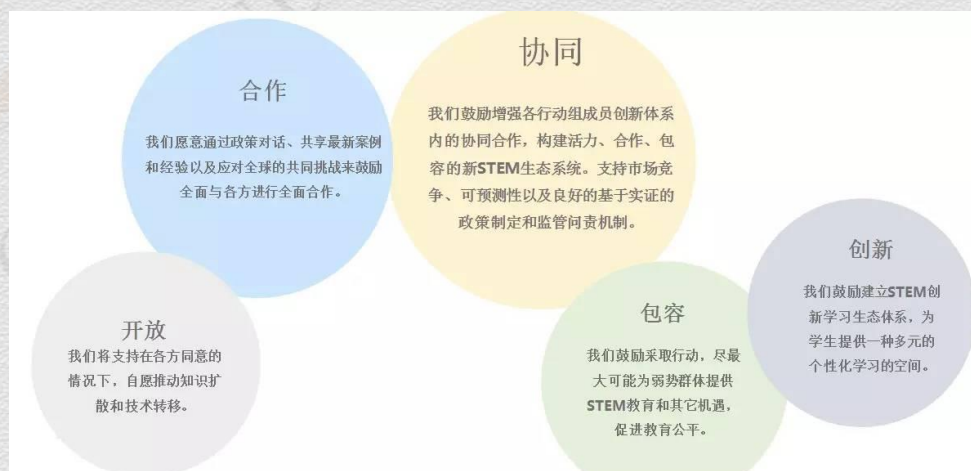 合作
我们愿意通过政策对话、共享最新案例
和经验以及应对全球的共同挑战来鼓励
全面与各方进行全面合作。
协同
我们鼓励增强各行动组成员创新体系
内的协同合作，构建活力、合作、包
容的新STEM生态系统。支持市场竞
争、可预测性以及良好的基于实证的
政策制定和监管问责机制。
开放
我们将支持在各方同意的
情况下，自愿推动知识扩
散和技术转移。
包容
我们鼓励采取行动，尽最
大可能为弱势群体提供
STEM教育和其它机遇，
促进教育公平。
创新
我们鼓励建立STEM创
新学习生态体系，为
学生提供一种多元的
个性化学习的空间。